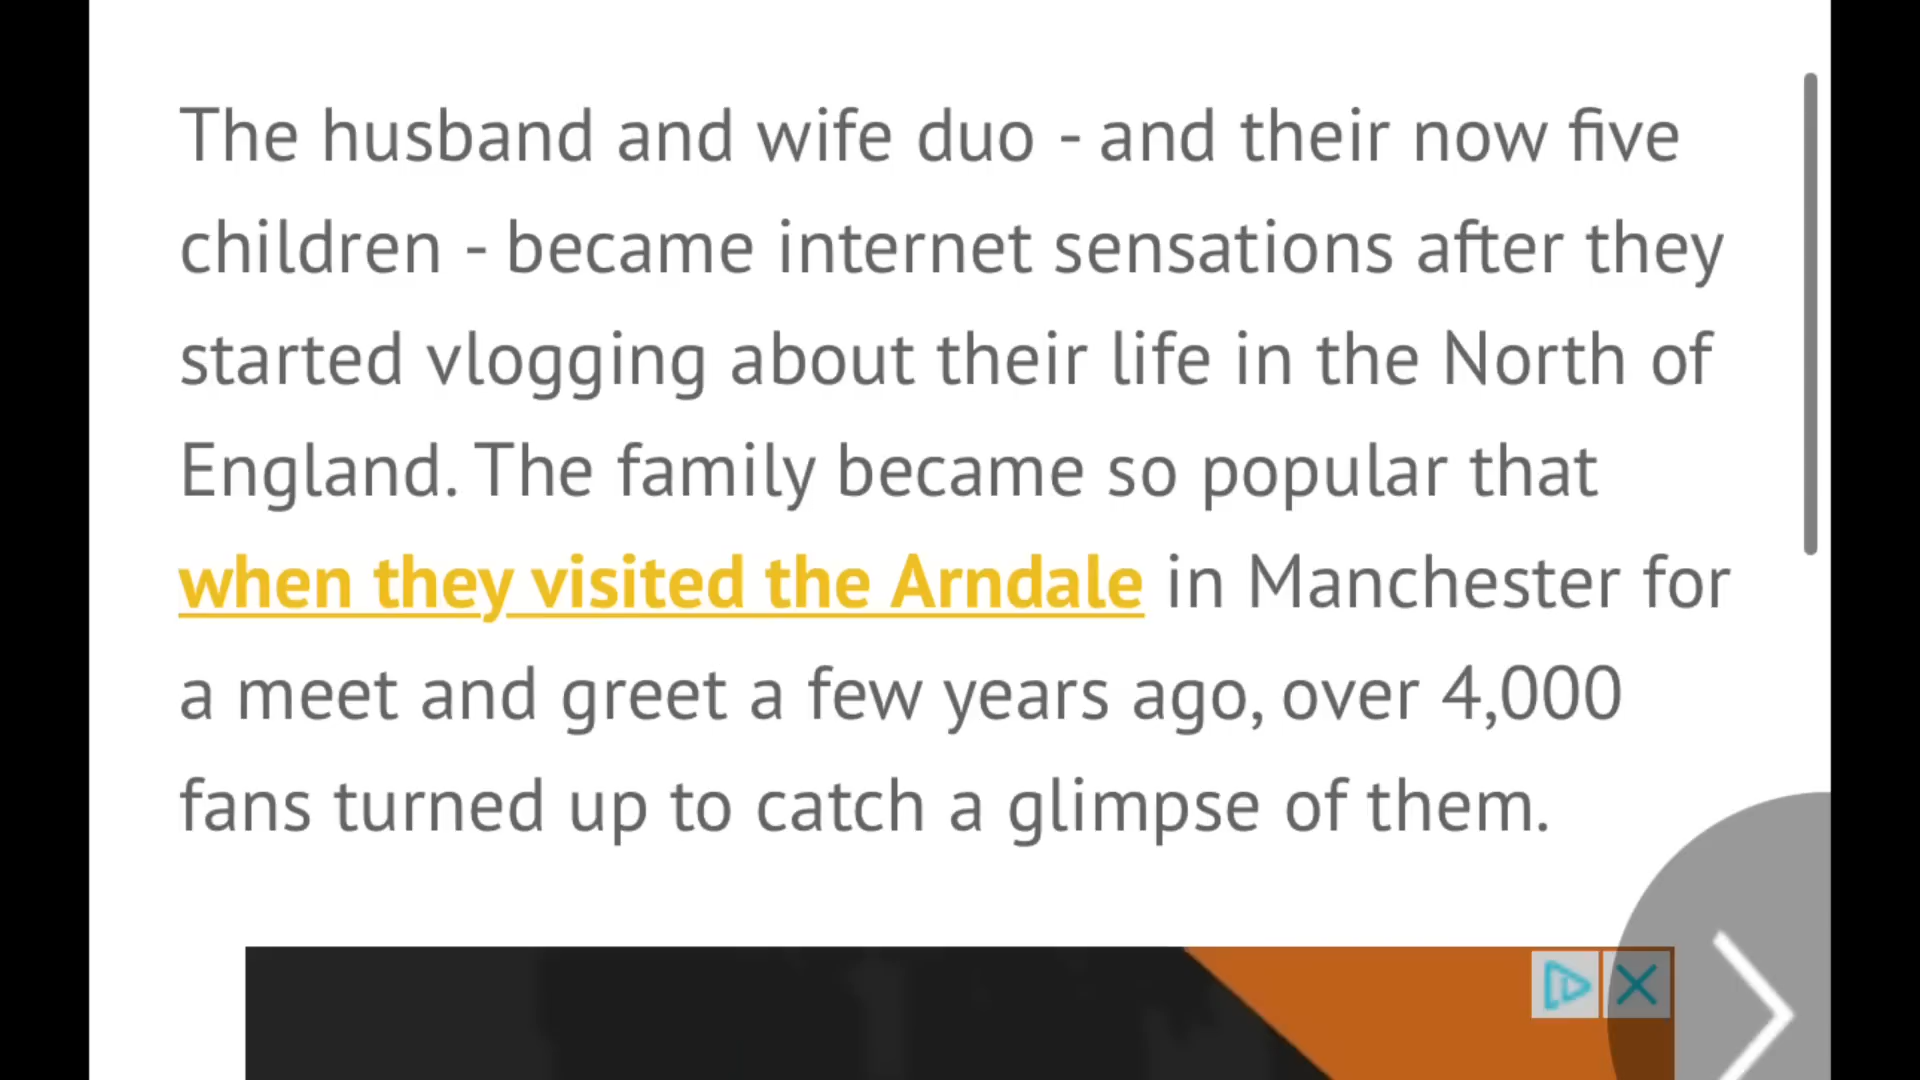 The husband and wife duo - and their now five
children - became internet sensations after they
started vlogging about their life in the North of
England. The family became so popular that
when they visited the Arndale in Manchester for
a meet and greet a few years ago, over 4,000
fans turned up to catch a glimpse of them.